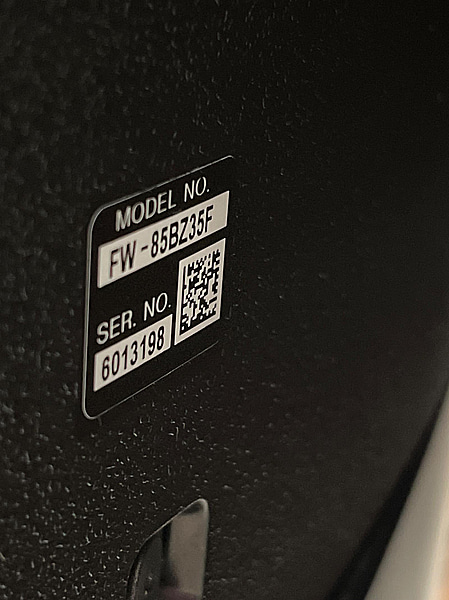 MODEL NO.
FW-85BZ35F
SER. NO.
6013198